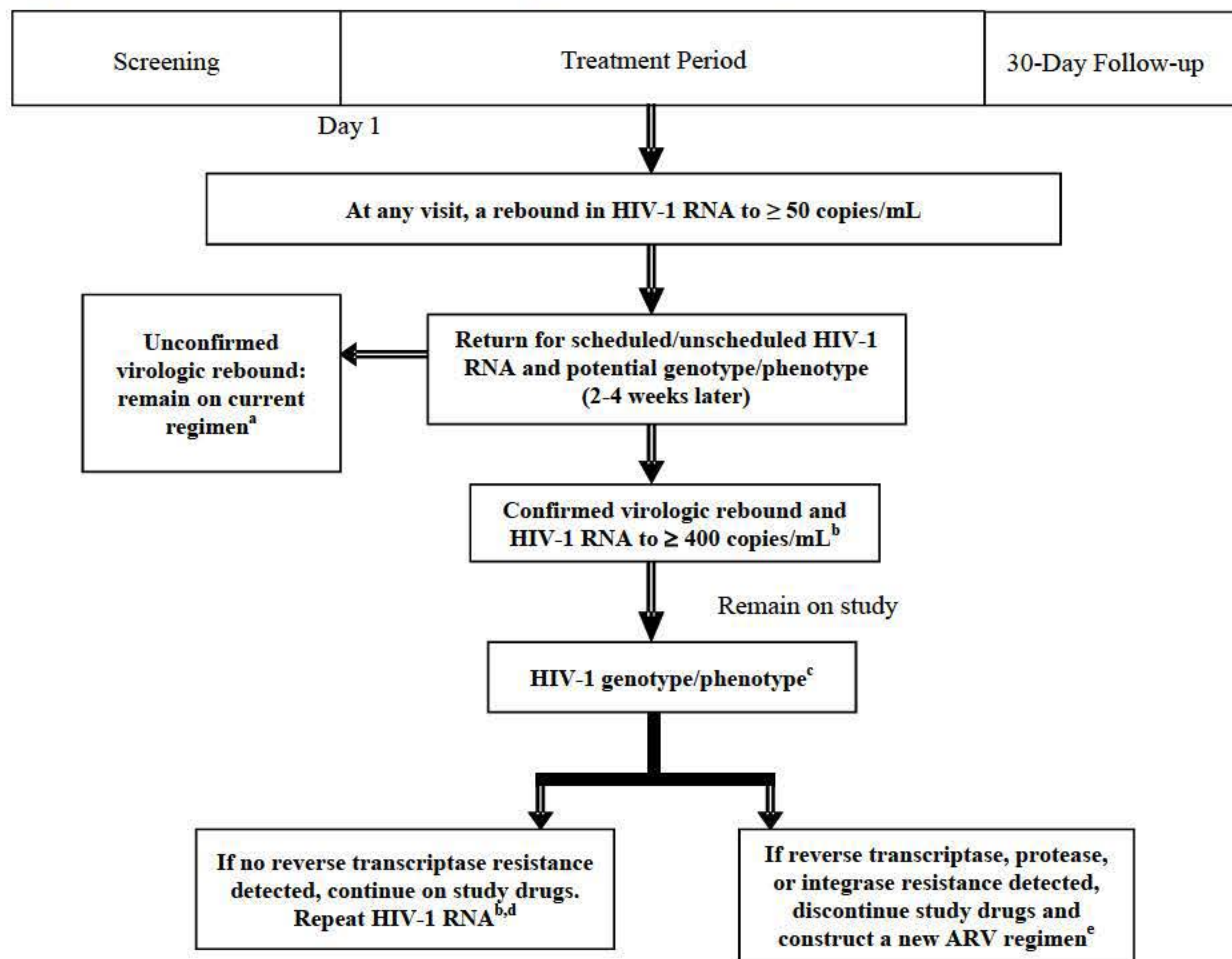 Screening
Treatment Period
30-Day Follow-up
Day 1
At any visit, a rebound in HIV-1 RNA to ≥ 50 copies/mL
Unconfirmed
virologic rebound:
remain on current
regimen^a
Return for scheduled/unscheduled HIV-1
RNA and potential genotype/phenotype
(2-4 weeks later)
Confirmed virologic rebound and
HIV-1 RNA to ≥ 400 copies/mL^b
Remain on study
HIV-1 genotype/phenotype^c
If no reverse transcriptase resistance
detected, continue on study drugs.
Repeat HIV-1 RNA^b,d
If reverse transcriptase, protease,
or integrase resistance detected,
discontinue study drugs and
construct a new ARV regimen^e